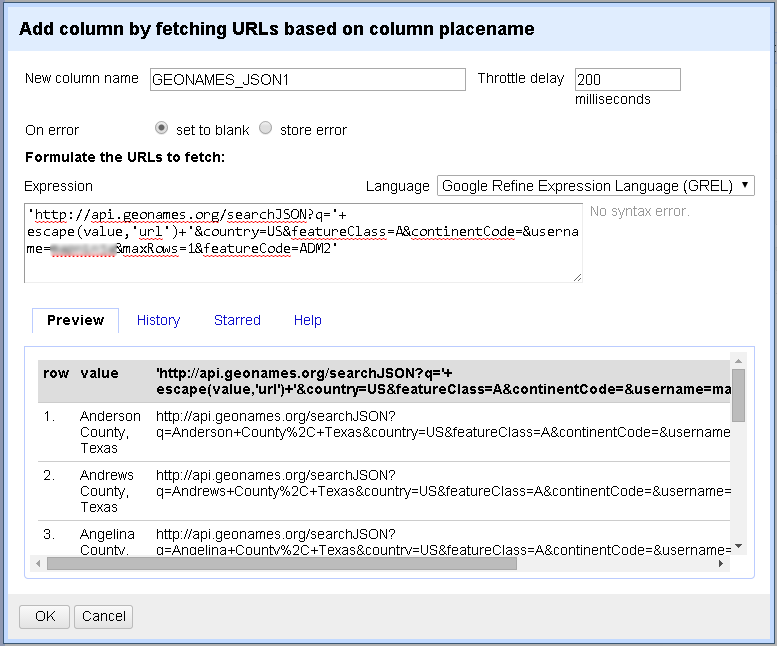 Add column by fetching URLs based on column placename
New column name GEONAMES_JSON1 Throttle delay 200
milliseconds
On error set to blank store error
Formulate the URLs to fetch:
Expression Language Google Refine Expression Language (GREL)
'http://api.geonames.org/searchJSON?q='+
escape(value,'url')+'&country=US&featureClass=A&continentCode=&userna
me= &maxRows=1&featureCode=ADM2'
No syntax error.
Preview History Starred Help
row value 'http://api.geonames.org/searchJSON?q='+
escape(value,'url')+'&country=US&featureClass=A&continentCode=&username=ma
1. Anderson County, Texas http://api.geonames.org/searchJSON?
q=Anderson+County%2C+Texas&country=US&featureClass=A&continentCode=&username=
2. Andrews County, Texas http://api.geonames.org/searchJSON?
q=Andrews+County%2C+Texas&country=US&featureClass=A&continentCode=&username=
3. Angelina County, http://api.geonames.org/searchJSON?
q=Angelina+County%2C+Texas&country=US&featureClass=A&continentCode=&username=
OK Cancel